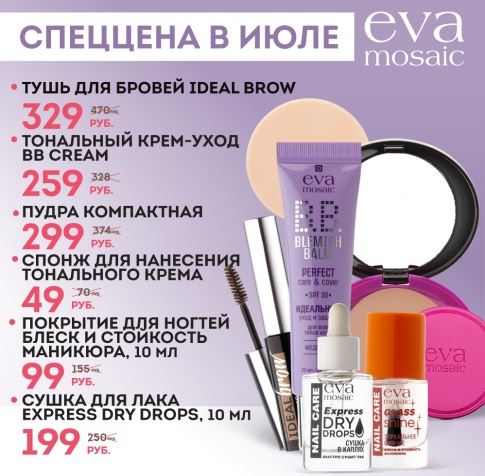 СПЕЦЦЕНА В ИЮЛЕ
eva
mosaic
• ТУШЬ ДЛЯ БРОВЕЙ IDEAL BROW
329 470 РУБ.
• ТОНАЛЬНЫЙ КРЕМ-УХОД
BB CREAM
259 328 РУБ.
• ПУДРА КОМПАКТНАЯ
299 374 РУБ.
• СПОНЖ ДЛЯ НАНЕСЕНИЯ
ТОНАЛЬНОГО КРЕМА
49 70 РУБ.
• ПОКРЫТИЕ ДЛЯ НОГТЕЙ
БЛЕСК И СТОЙКОСТЬ
МАНИКЮРА, 10 мл
99 155 РУБ.
• СУШКА ДЛЯ ЛАКА
EXPRESS DRY DROPS, 10 мл
199 250 РУБ.
eva
mosaic
BB
BLEMISH
BALM
PERFECT
care & cover
• SPF 30 •
ИДЕАЛЬНЫЙ
IDEAL brow
eva
mosaic
NAIL CARE
Express
DRY
DROPS
СУШКА
В КАПЛЯХ
eva
mosaic
NAIL CARE
GLASS
shine
eva
mosaic